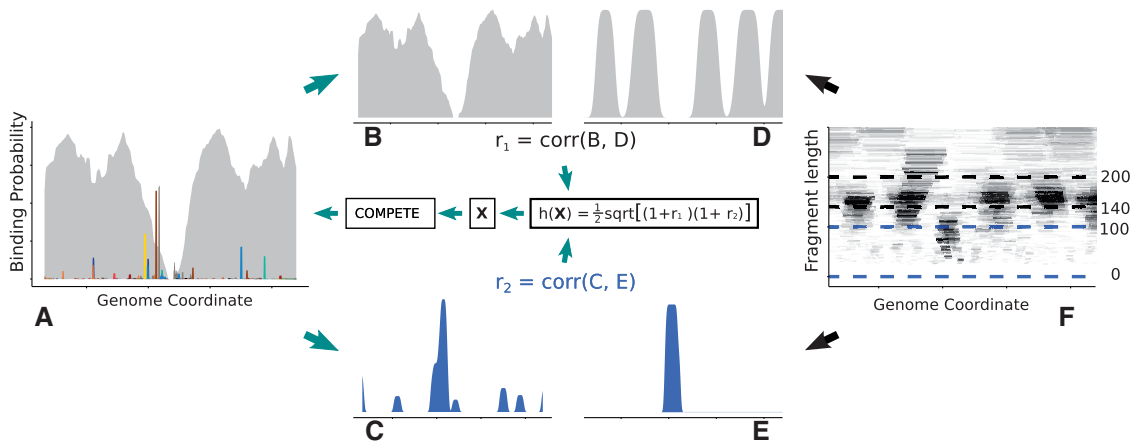 B
D
r₁ = corr(B, D)
Binding Probability
Genome Coordinate
A
COMPETE
X
h(X) = ½sqrt[(1+r₁)(1+ r₂)]
r₂ = corr(C, E)
C
E
Fragment length
200
140
100
0
Genome Coordinate
F